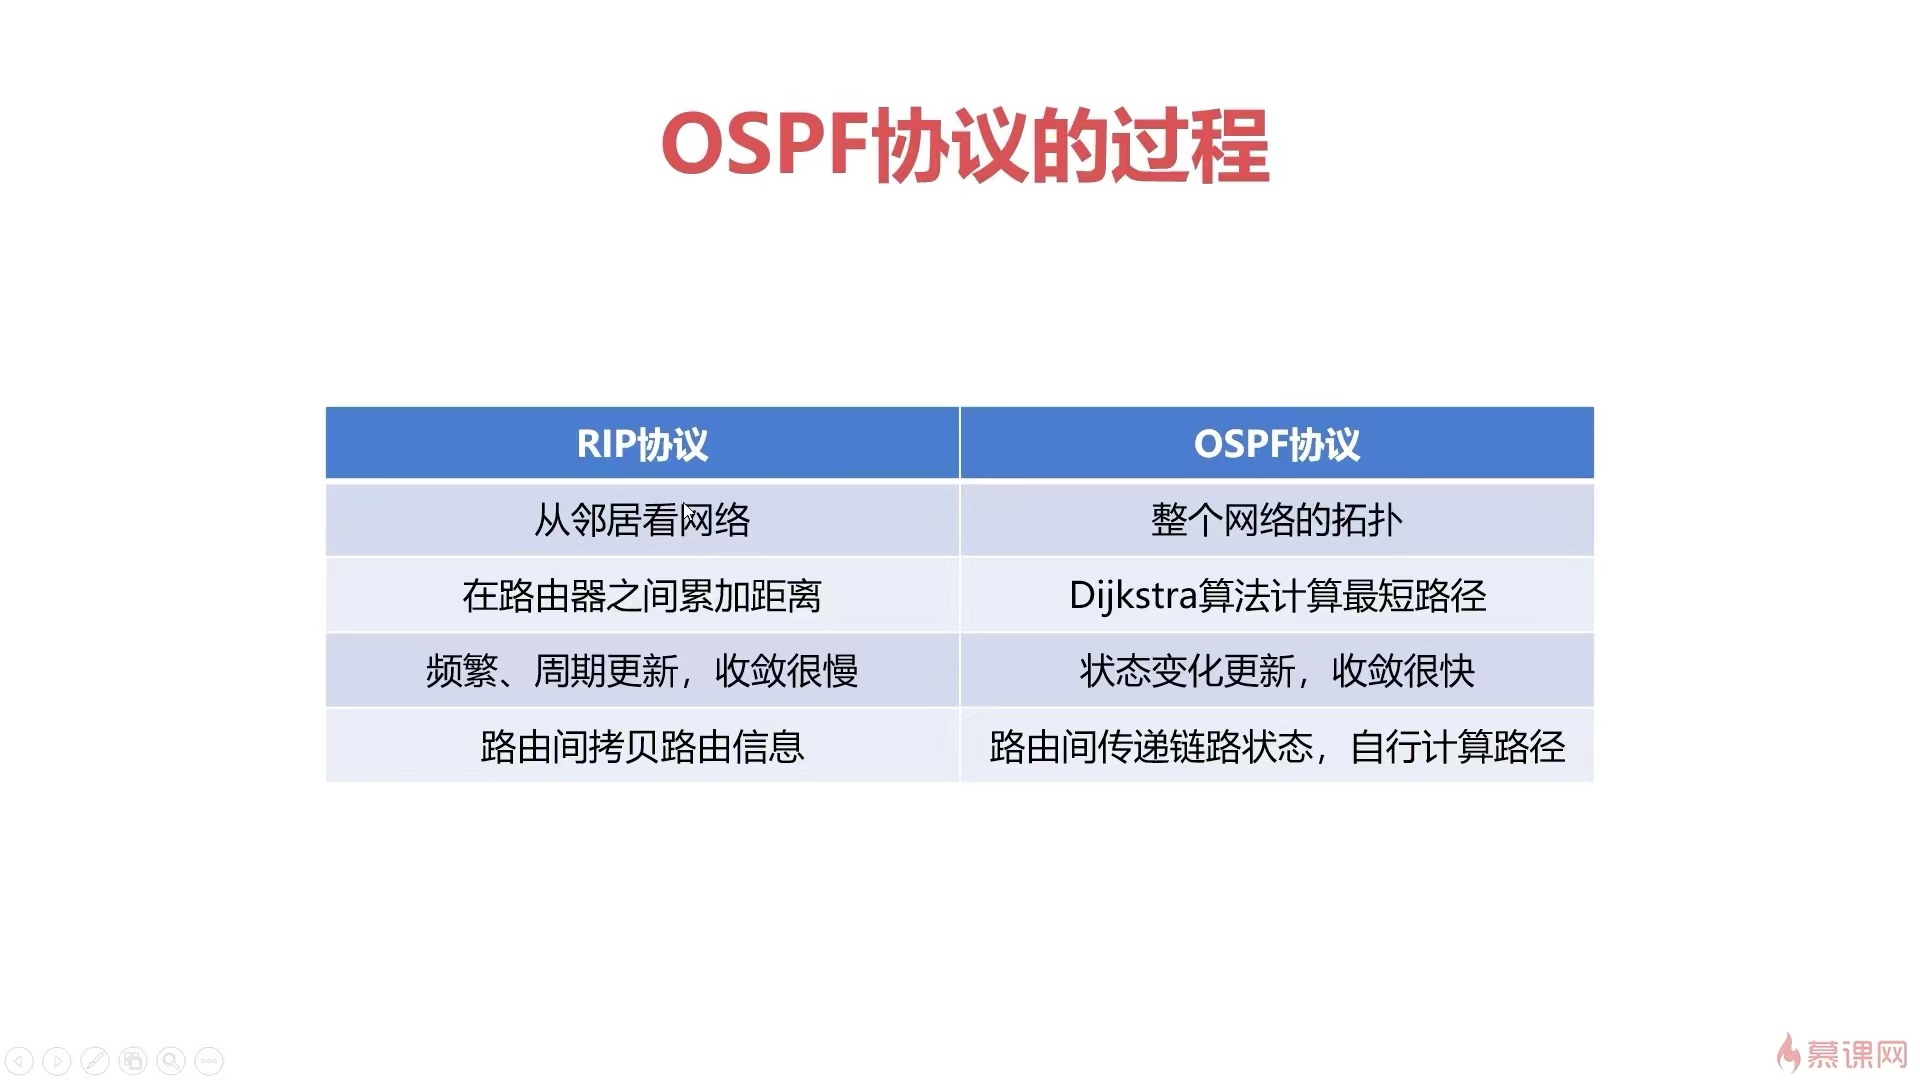 OSPF协议的过程
RIP协议 OSPF协议
从邻居看网络 整个网络的拓扑
在路由器之间累加距离 Dijkstra算法计算最短路径
频繁、周期更新，收敛很慢 状态变化更新，收敛很快
路由间拷贝路由信息 路由间传递链路状态，自行计算路径
慕课网